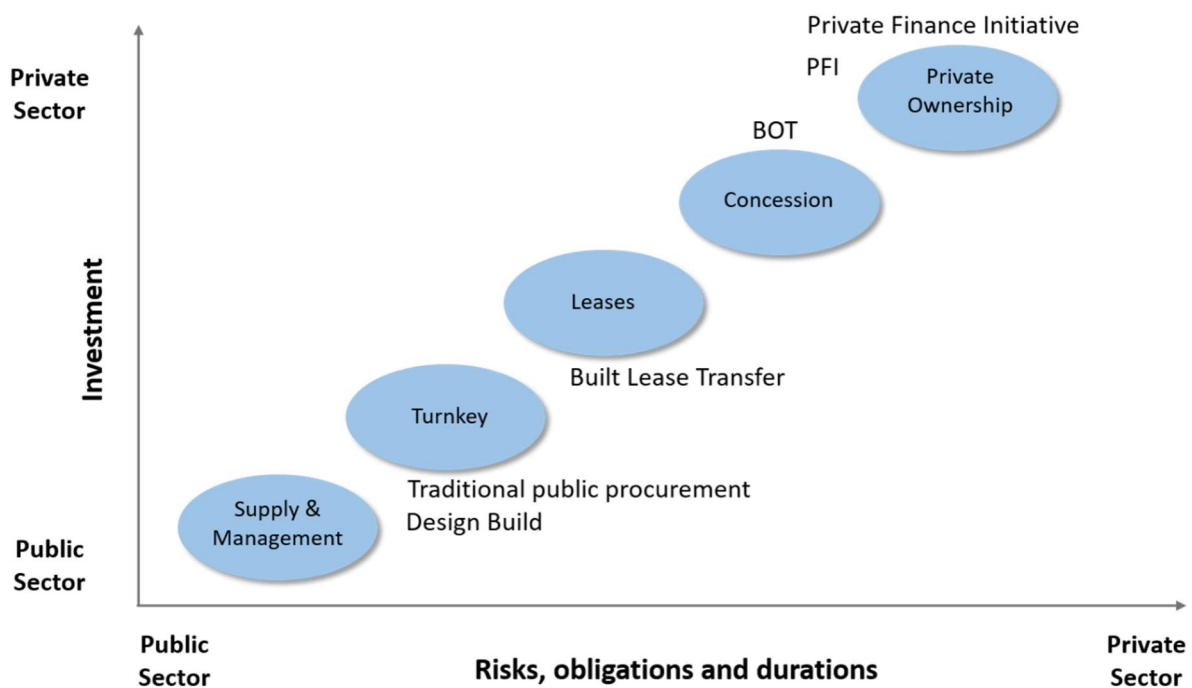 Private Finance Initiative
PFI
Private
Ownership
Private
Sector
BOT
Concession
Investment
Leases
Built Lease Transfer
Turnkey
Traditional public procurement
Design Build
Supply &
Management
Public
Sector
Public
Sector
Risks, obligations and durations
Private
Sector